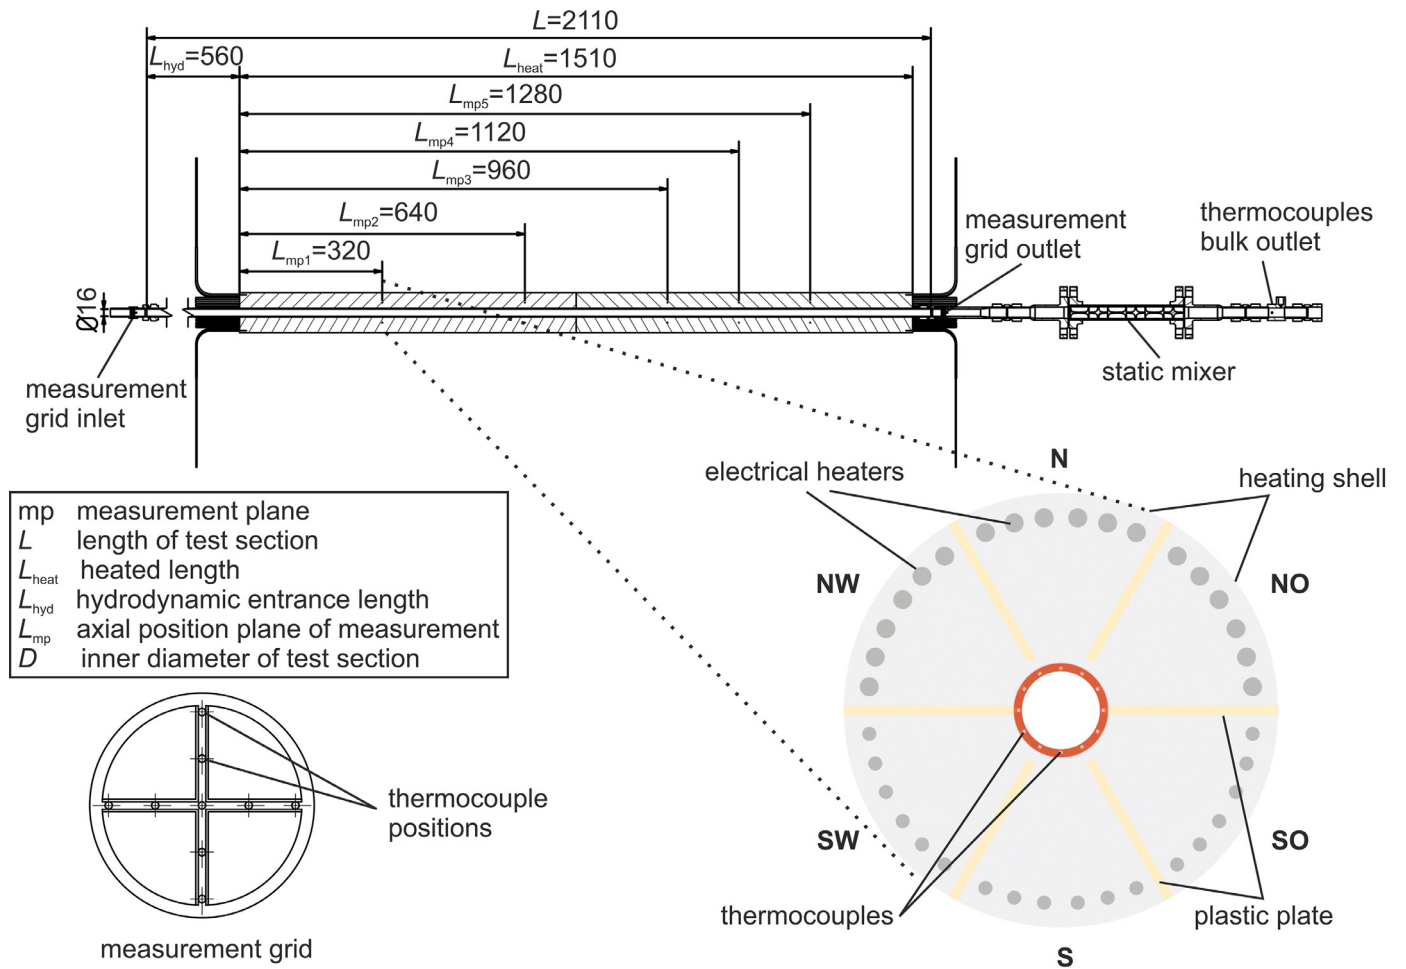 L=2110
Lhyd=560
Lheat=1510
Lmp5=1280
Lmp4=1120
Lmp3=960
Lmp2=640
Lmp1=320
Ø16
measurement
grid inlet
measurement
grid outlet
thermocouples
bulk outlet
static mixer
mp measurement plane
L length of test section
Lheat heated length
Lhyd hydrodynamic entrance length
Lmp axial position plane of measurement
D inner diameter of test section
thermocouple
positions
measurement grid
electrical heaters
N
heating shell
NW
NO
SW
SO
thermocouples
plastic plate
S